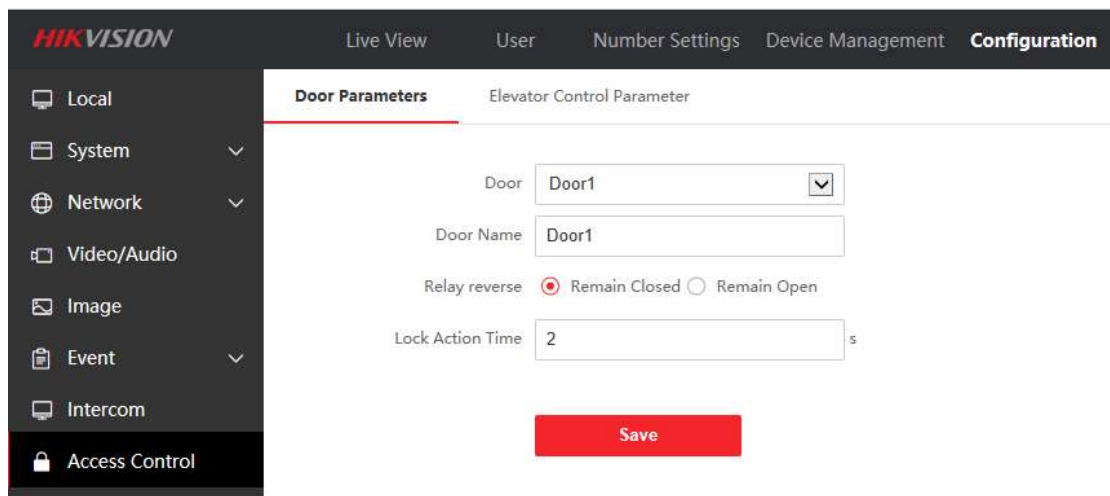 HIKVISION Live View User Number Settings Device Management Configuration
Local
System
Network
Video/Audio
Image
Event
Intercom
Access Control
Door Parameters Elevator Control Parameter
Door Door1
Door Name Door1
Relay reverse Remain Closed Remain Open
Lock Action Time 2 s
Save